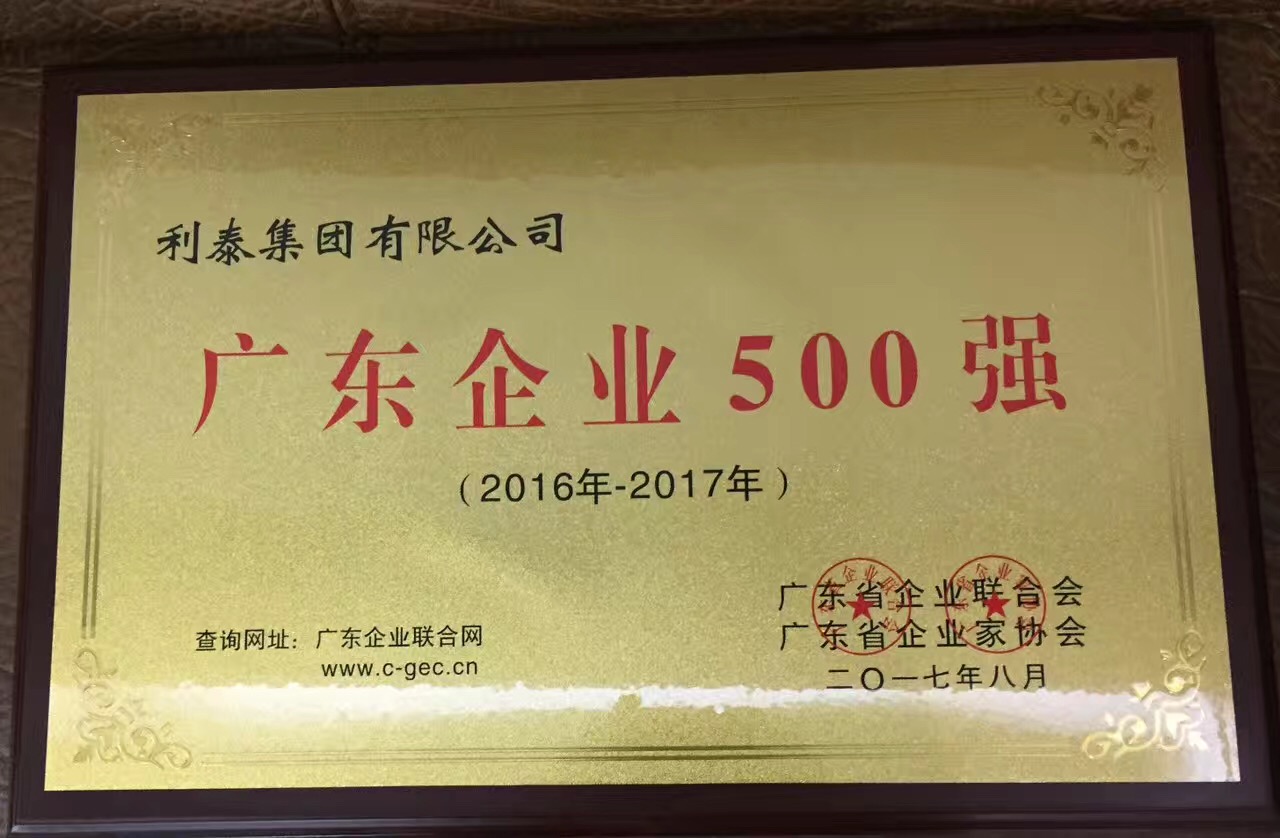 利泰集团有限公司
广东企业500强
（2016年-2017年）
广东省企业联合会
广东省企业家协会
二〇一七年八月
查询网址：广东企业联合网
www.c-gec.cn